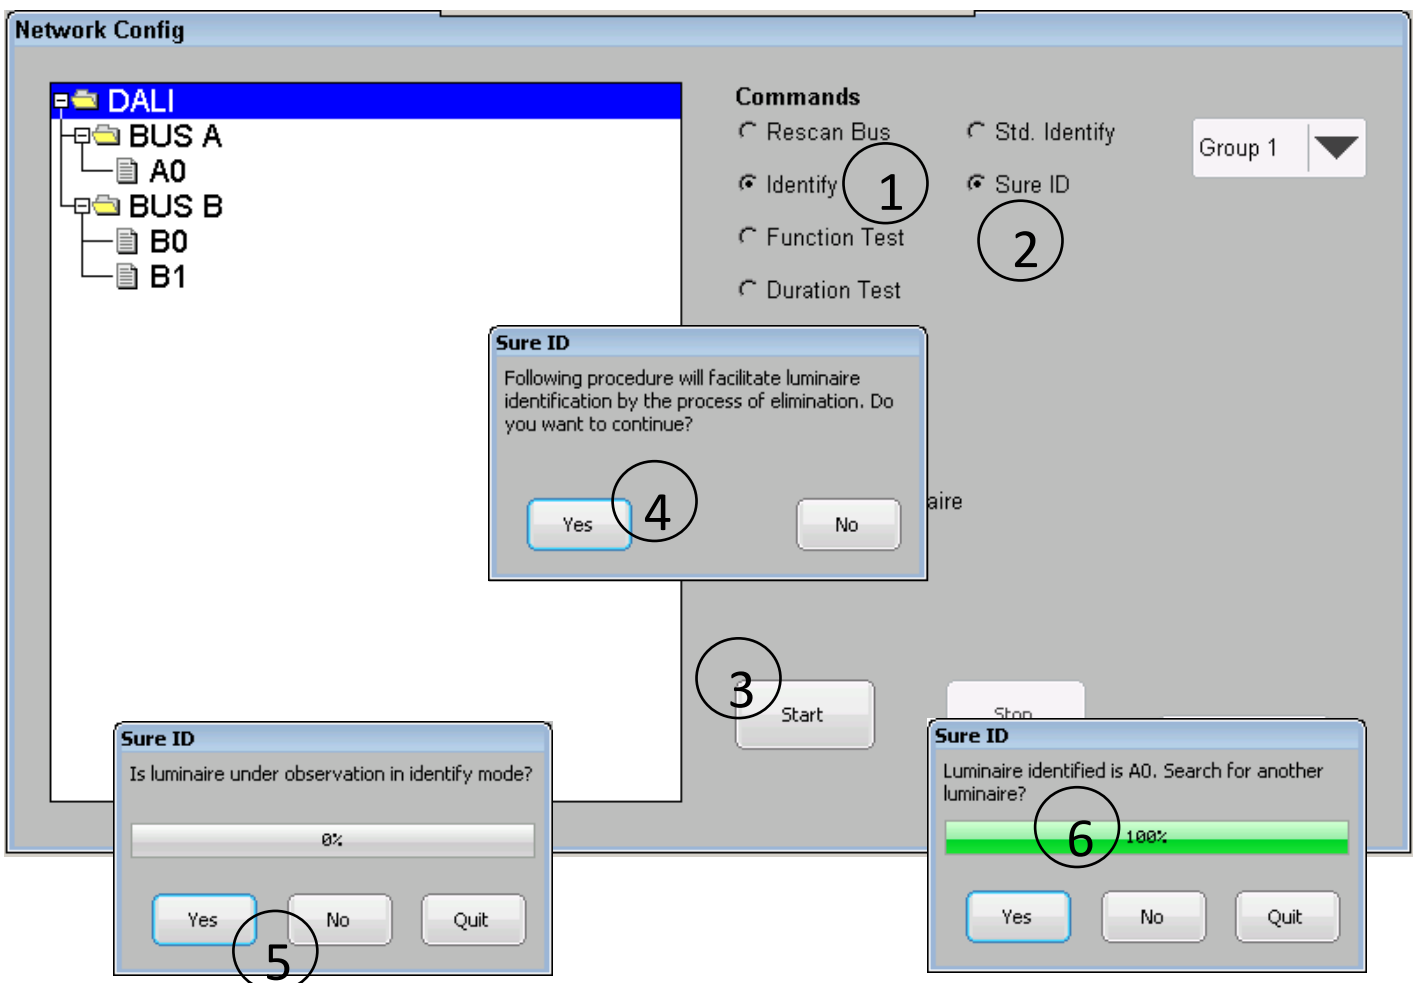 Network Config
DALI
BUS A
A0
BUS B
B0
B1
Commands
Rescan Bus
Std. Identify
Group 1
Identify
1
Sure ID
Function Test
2
Duration Test
Sure ID
Following procedure will facilitate luminaire
identification by the process of elimination. Do
you want to continue?
Yes
4
No
aire
3
Start
Stop
Sure ID
Is luminaire under observation in identify mode?
0%
Yes
No
Quit
5
Sure ID
Luminaire identified is A0. Search for another
luminaire?
6
100%
Yes
No
Quit